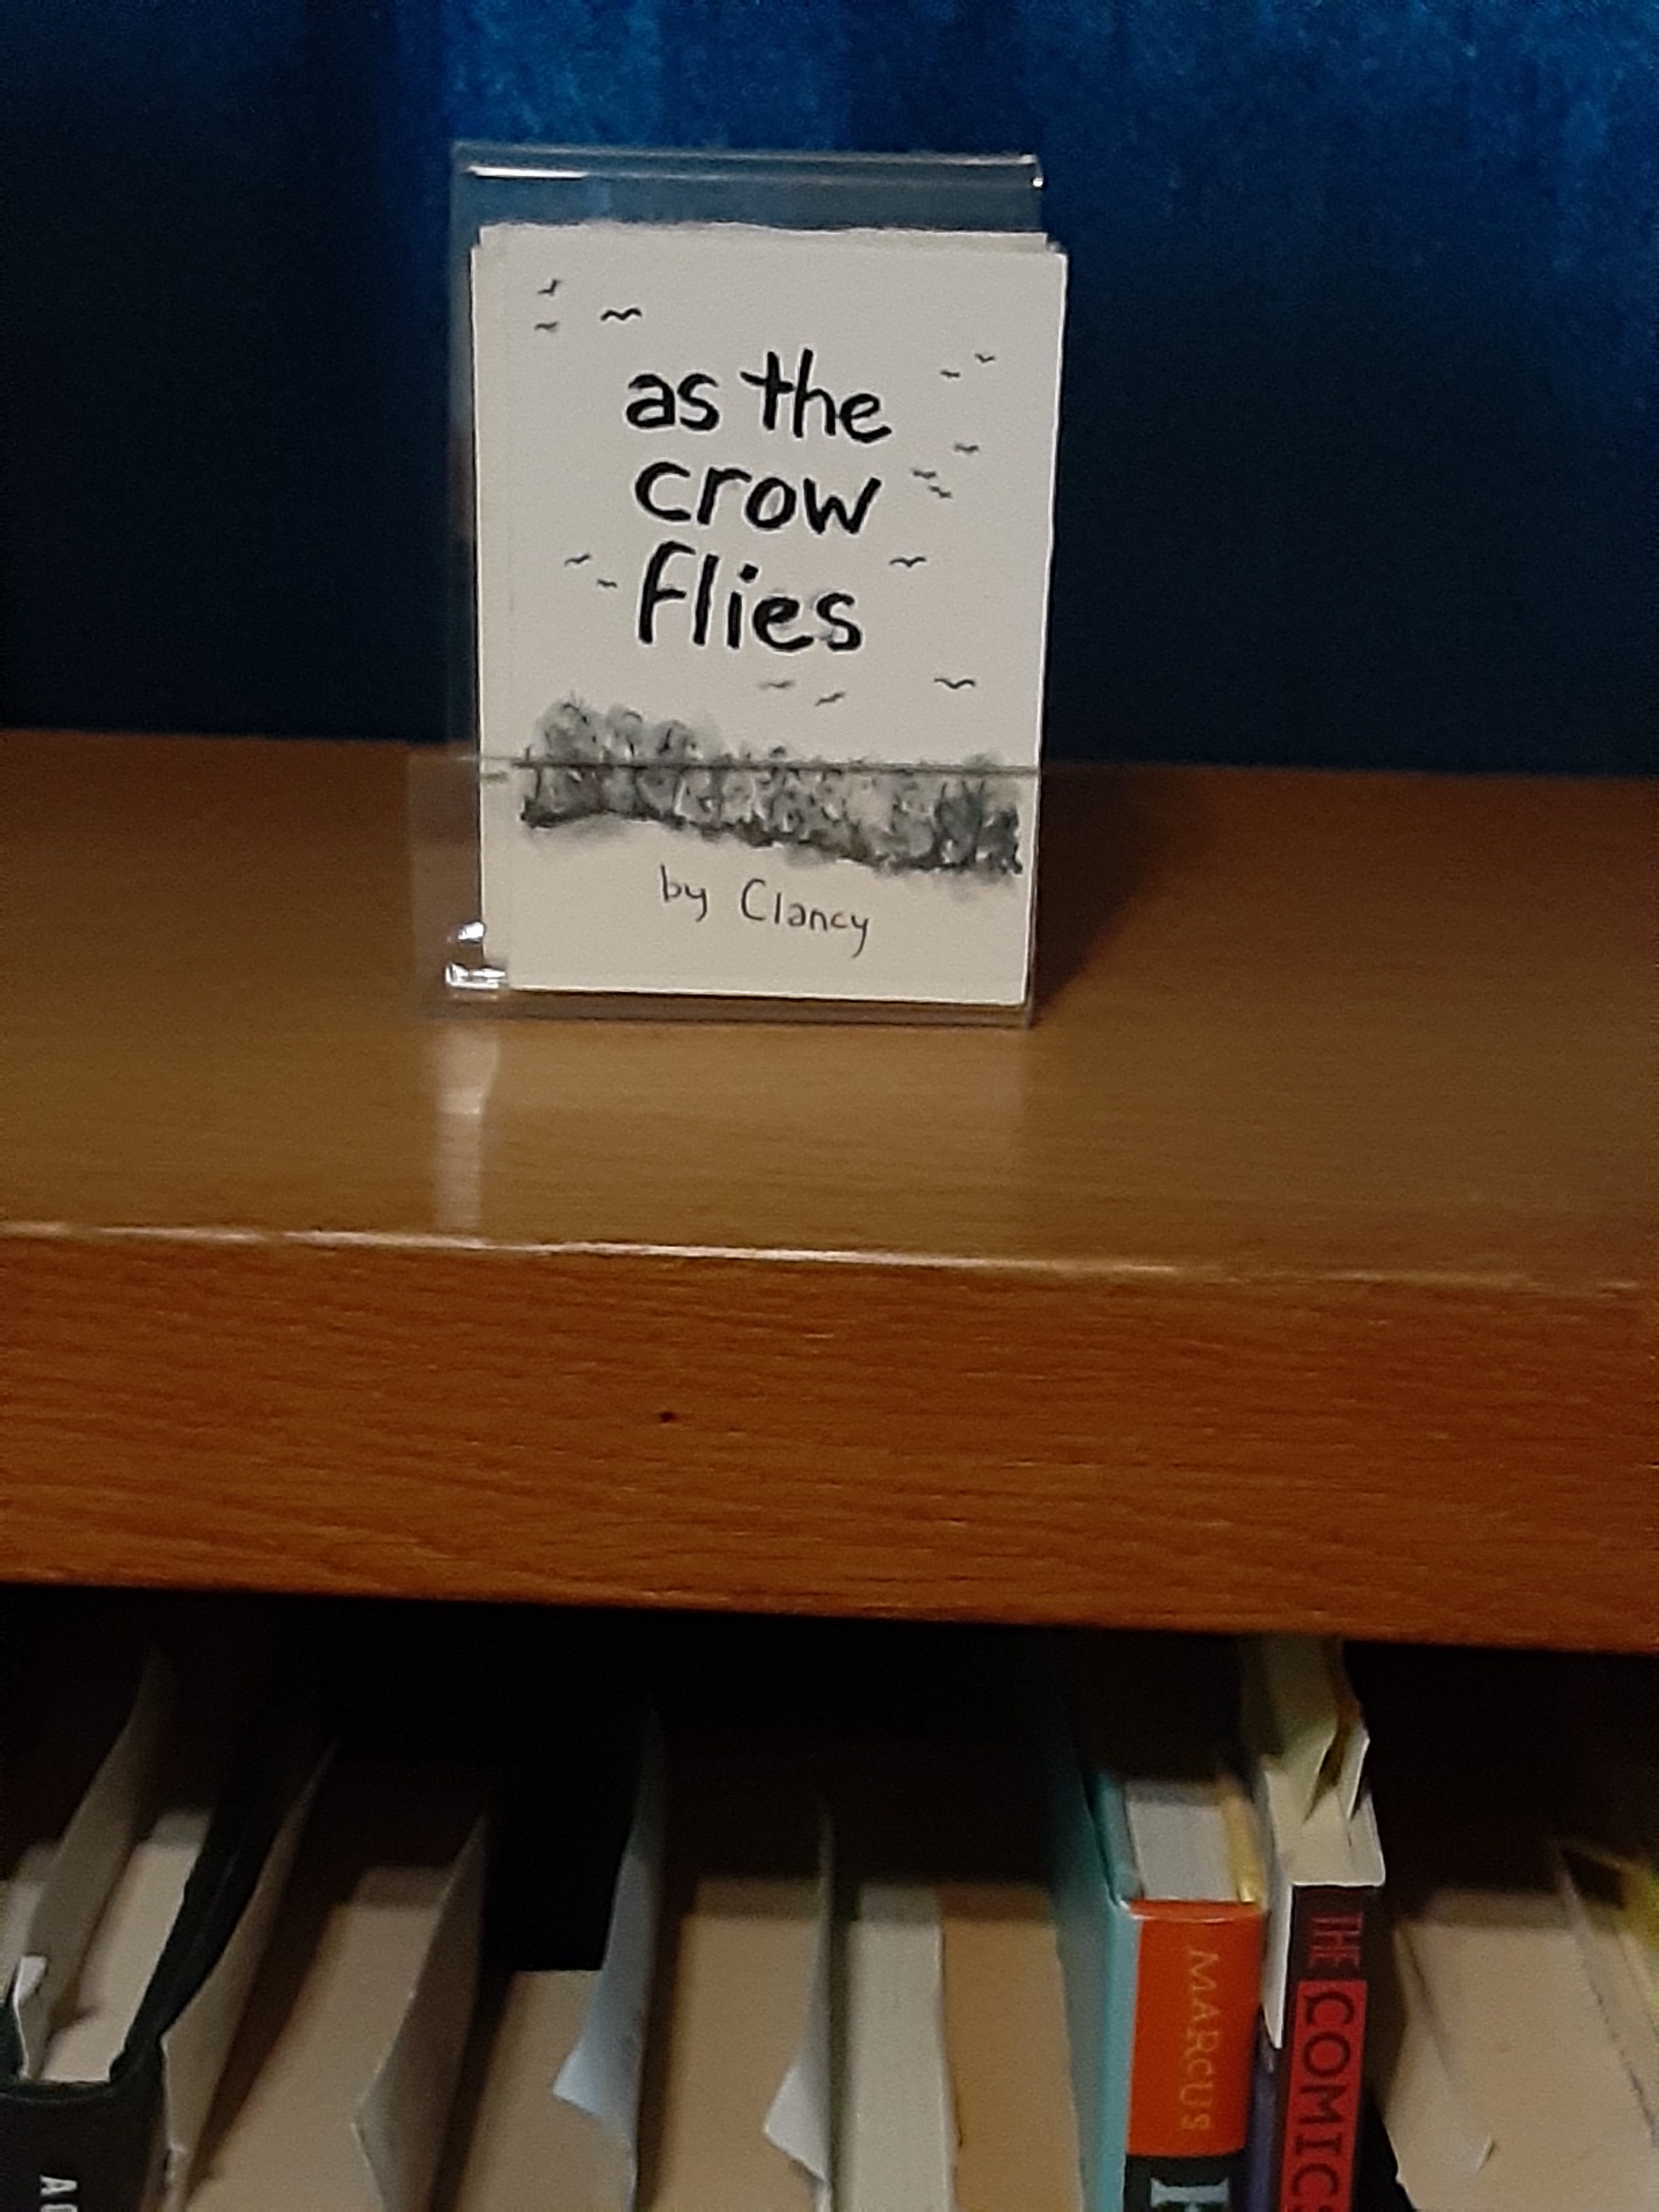 as the
crow
flies
by Clancy
MARCUS
THE COMICS